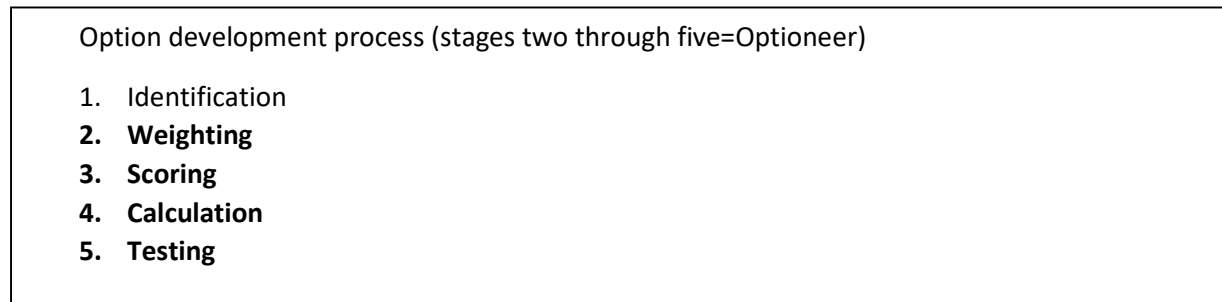 Option development process (stages two through five=Optioneer)
1. Identification
2. Weighting
3. Scoring
4. Calculation
5. Testing